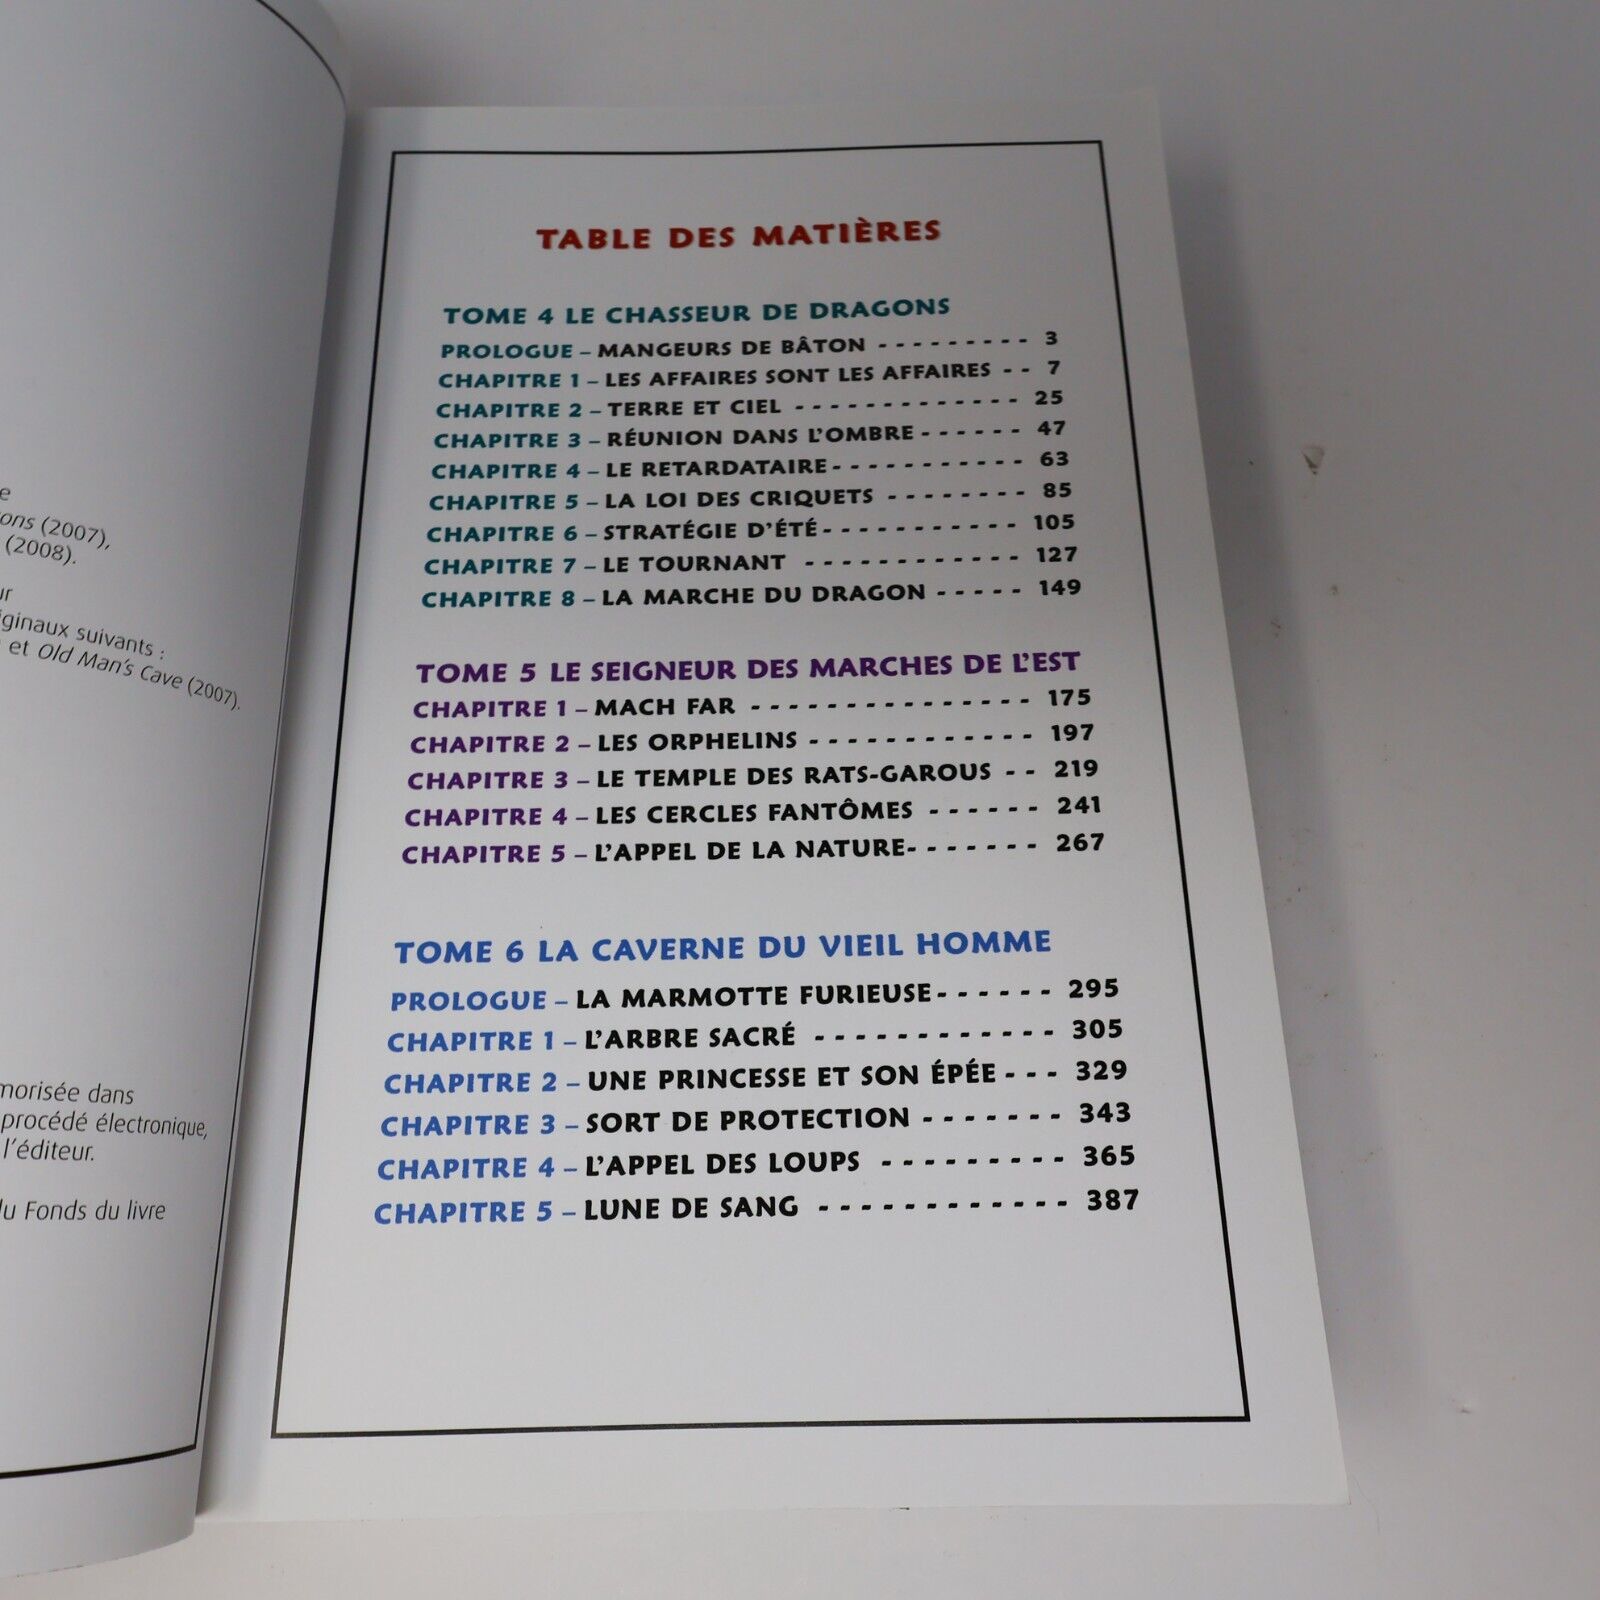 ons (2007),
(2008).
iginaux suivants :
et Old Man's Cave (2007).
morisée dans
procédé électronique,
l'éditeur.
du Fonds du livre
TABLE DES MATIÈRES
TOME 4 LE CHASSEUR DE DRAGONS
PROLOGUE – MANGEURS DE BÂTON - - - - - - - - - 3
CHAPITRE 1 – LES AFFAIRES SONT LES AFFAIRES - - 7
CHAPITRE 2 – TERRE ET CIEL - - - - - - - - - - - - - 25
CHAPITRE 3 – RÉUNION DANS L'OMBRE - - - - - - 47
CHAPITRE 4 – LE RETARDATAIRE - - - - - - - - - - - 63
CHAPITRE 5 – LA LOI DES CRIQUETS - - - - - - - - 85
CHAPITRE 6 – STRATÉGIE D'ÉTÉ - - - - - - - - - - - 105
CHAPITRE 7 – LE TOURNANT - - - - - - - - - - - - 127
CHAPITRE 8 – LA MARCHE DU DRAGON - - - - - 149
TOME 5 LE SEIGNEUR DES MARCHES DE L'EST
CHAPITRE 1 – MACH FAR - - - - - - - - - - - - - - - 175
CHAPITRE 2 – LES ORPHELINS - - - - - - - - - - - - 197
CHAPITRE 3 – LE TEMPLE DES RATS-GAROUS - - 219
CHAPITRE 4 – LES CERCLES FANTÔMES - - - - - - 241
CHAPITRE 5 – L'APPEL DE LA NATURE - - - - - - - 267
TOME 6 LA CAVERNE DU VIEIL HOMME
PROLOGUE – LA MARMOTTE FURIEUSE - - - - - - 295
CHAPITRE 1 – L'ARBRE SACRÉ - - - - - - - - - - - - 305
CHAPITRE 2 – UNE PRINCESSE ET SON ÉPÉE - - - 329
CHAPITRE 3 – SORT DE PROTECTION - - - - - - - 343
CHAPITRE 4 – L'APPEL DES LOUPS - - - - - - - - - 365
CHAPITRE 5 – LUNE DE SANG - - - - - - - - - - - - 387